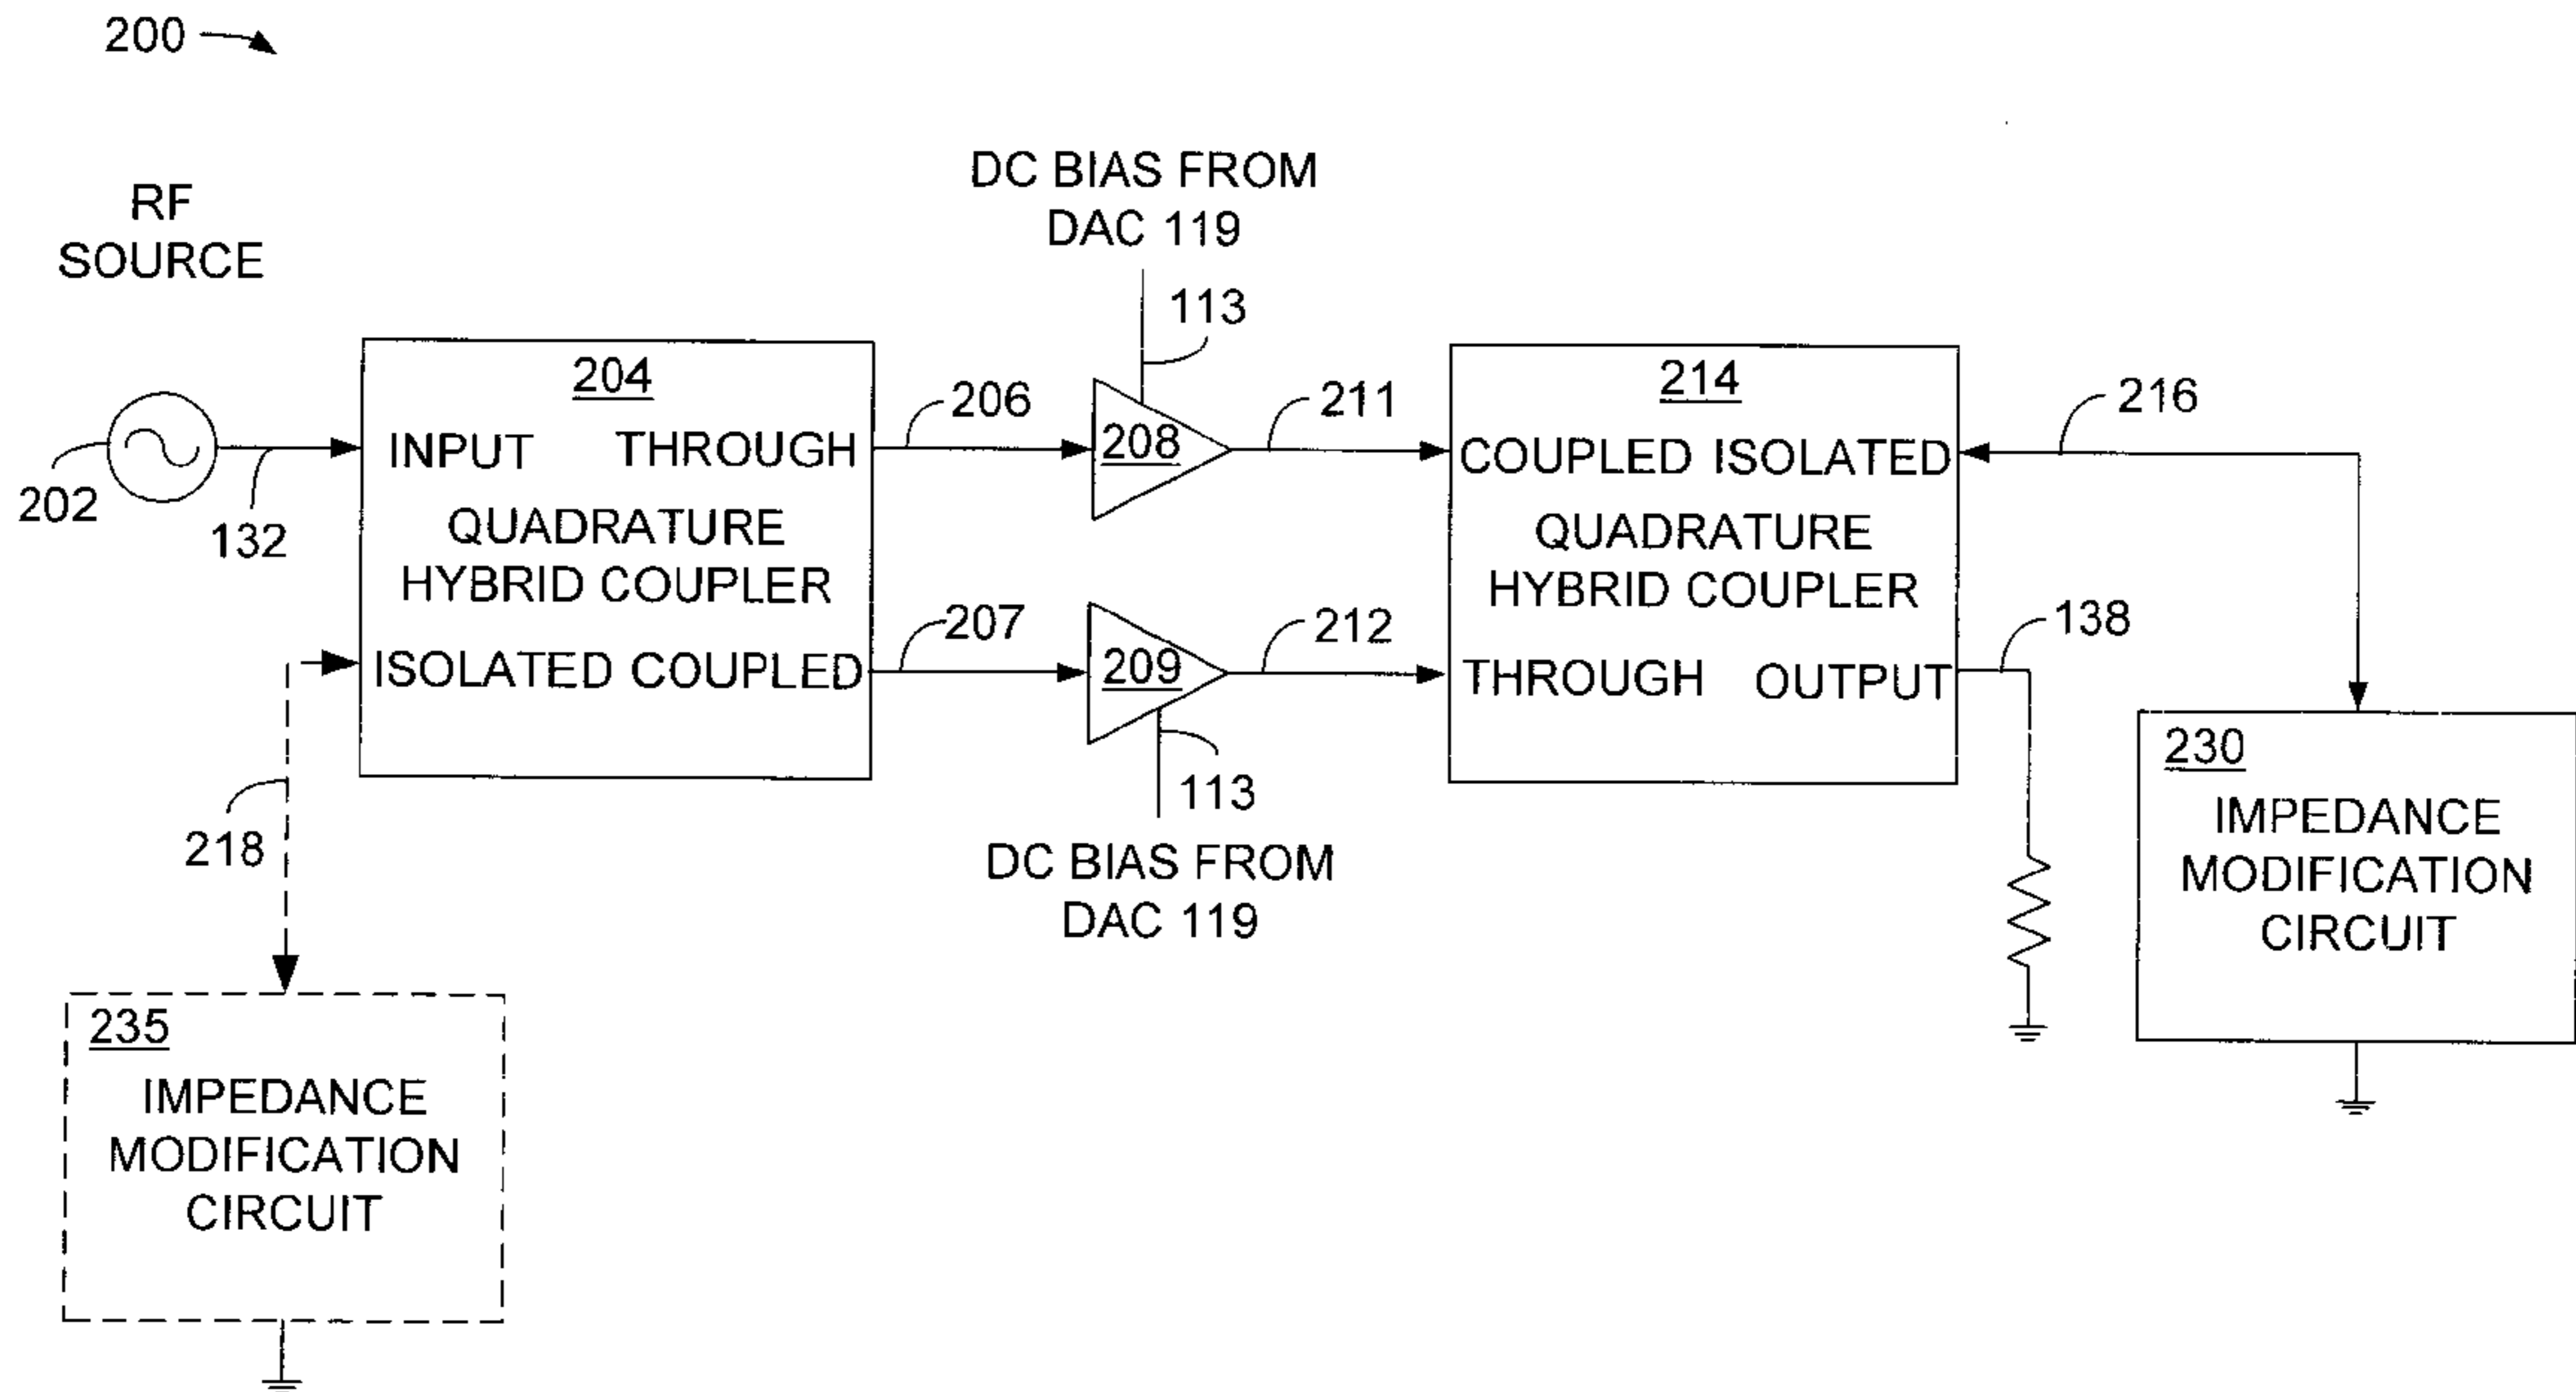 200
RF
SOURCE
202
132
204
INPUT THROUGH
QUADRATURE
HYBRID COUPLER
ISOLATED COUPLED
218
235
IMPEDANCE
MODIFICATION
CIRCUIT
206
207
DC BIAS FROM
DAC 119
113
208
209
113
DC BIAS FROM
DAC 119
211
212
214
COUPLED ISOLATED
QUADRATURE
HYBRID COUPLER
THROUGH OUTPUT
216
138
230
IMPEDANCE
MODIFICATION
CIRCUIT